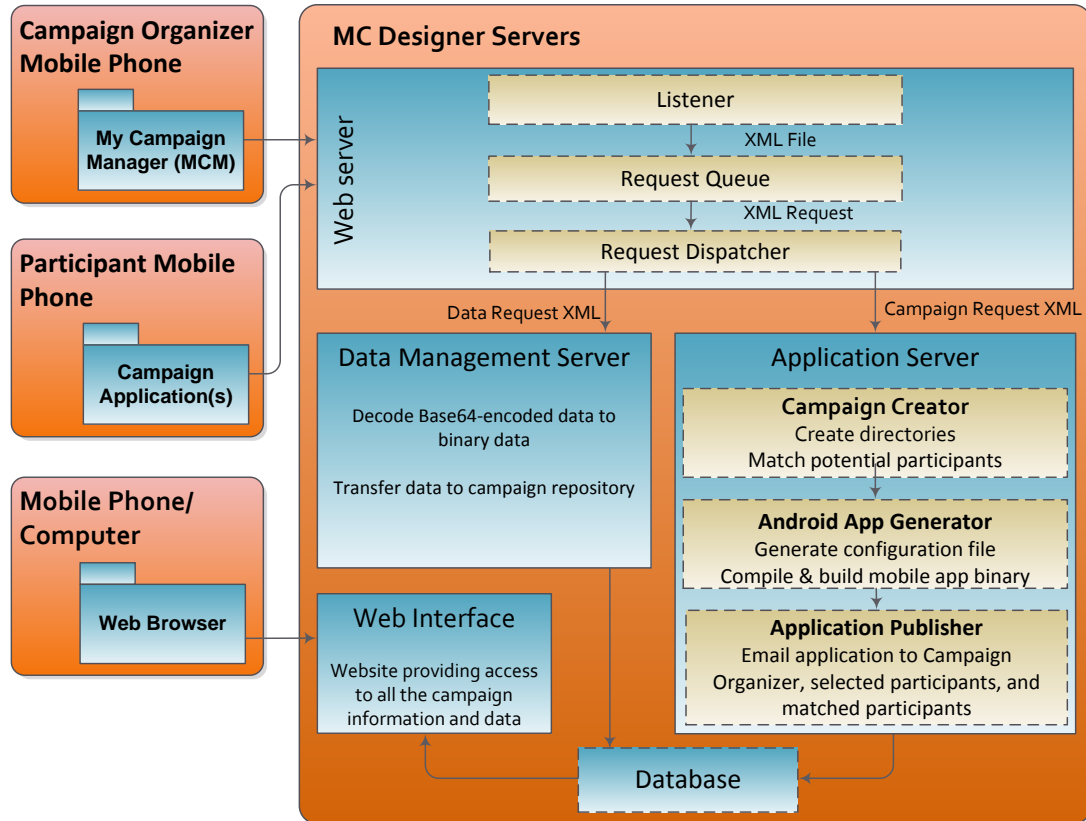 Campaign Organizer
Mobile Phone
My Campaign
Manager (MCM)
Participant Mobile
Phone
Campaign
Application(s)
Mobile Phone/
Computer
Web Browser
MC Designer Servers
Web server
Listener
XML File
Request Queue
XML Request
Request Dispatcher
Data Request XML
Campaign Request XML
Data Management Server
Decode Base64-encoded data to
binary data
Transfer data to campaign repository
Application Server
Campaign Creator
Create directories
Match potential participants
Android App Generator
Generate configuration file
Compile & build mobile app binary
Application Publisher
Email application to Campaign
Organizer, selected participants, and
matched participants
Web Interface
Website providing access
to all the campaign
information and data
Database